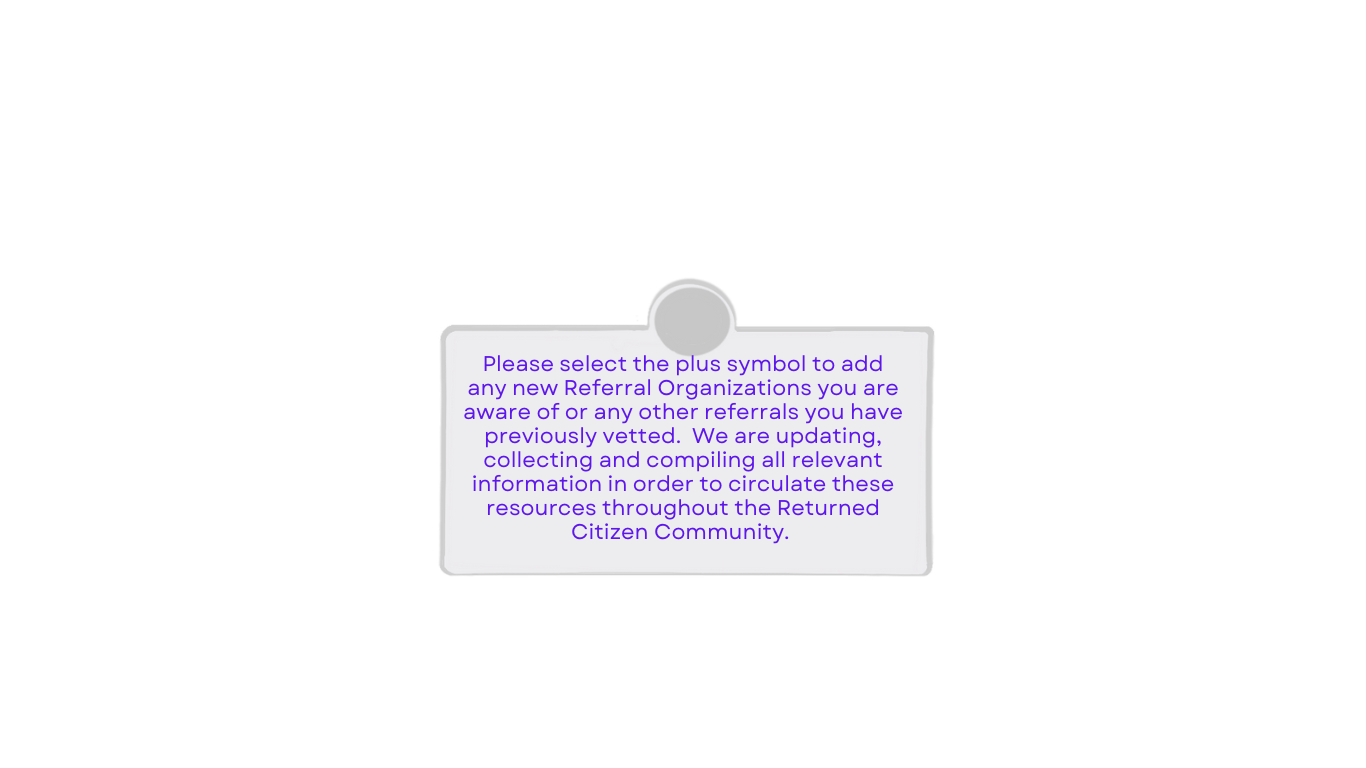 Please select the plus symbol to add
any new Referral Organizations you are
aware of or any other referrals you have
previously vetted.  We are updating,
collecting and compiling all relevant
information in order to circulate these
resources throughout the Returned
Citizen Community.